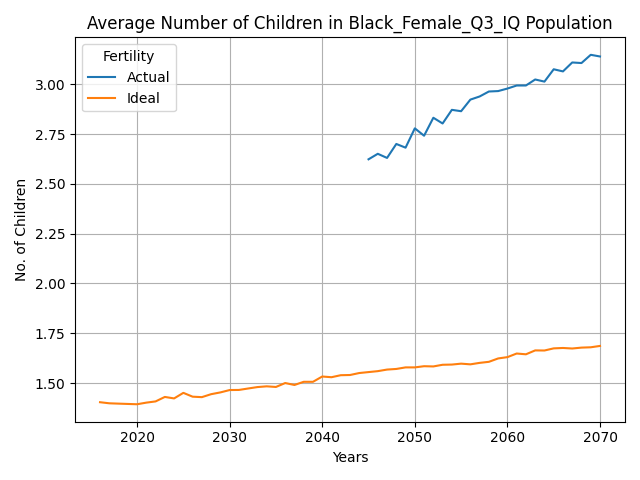 Average Number of Children in Black_Female_Q3_IQ Population
Fertility
Actual
Ideal
No. of Children
3.00
2.75
2.50
2.25
2.00
1.75
1.50
2020 2030 2040 2050 2060 2070
Years